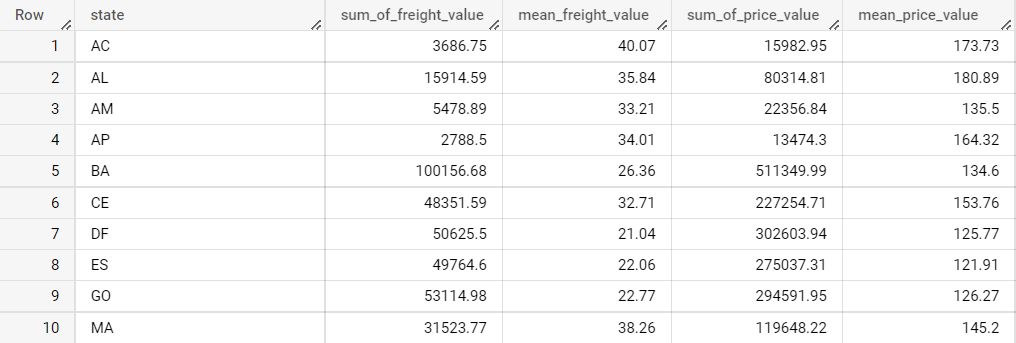 Row state sum_of_freight_value mean_freight_value sum_of_price_value mean_price_value
1 AC 3686.75 40.07 15982.95 173.73
2 AL 15914.59 35.84 80314.81 180.89
3 AM 5478.89 33.21 22356.84 135.5
4 AP 2788.5 34.01 13474.3 164.32
5 BA 100156.68 26.36 511349.99 134.6
6 CE 48351.59 32.71 227254.71 153.76
7 DF 50625.5 21.04 302603.94 125.77
8 ES 49764.6 22.06 275037.31 121.91
9 GO 53114.98 22.77 294591.95 126.27
10 MA 31523.77 38.26 119648.22 145.2